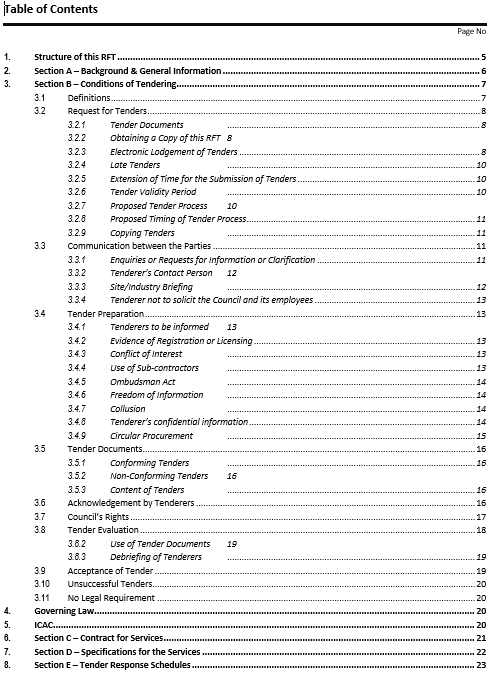 Table of Contents
Page No
1. Structure of this RFT 5
2. Section A – Background & General Information 6
3. Section B – Conditions of Tendering 7
3.1 Definitions 7
3.2 Request for Tenders 8
3.2.1 Tender Documents 8
3.2.2 Obtaining a Copy of this RFT 8
3.2.3 Electronic Lodgement of Tenders 8
3.2.4 Late Tenders 10
3.2.5 Extension of Time for the Submission of Tenders 10
3.2.6 Tender Validity Period 10
3.2.7 Proposed Tender Process 10
3.2.8 Proposed Timing of Tender Process 11
3.2.9 Copying Tenders 11
3.3 Communication between the Parties 11
3.3.1 Enquiries or Requests for Information or Clarification 11
3.3.2 Tenderer's Contact Person 12
3.3.3 Site/Industry Briefing 12
3.3.4 Tenderer not to solicit the Council and its employees 13
3.4 Tender Preparation 13
3.4.1 Tenderers to be informed 13
3.4.2 Evidence of Registration or Licensing 13
3.4.3 Conflict of Interest 13
3.4.4 Use of Sub-contractors 13
3.4.5 Ombudsman Act 14
3.4.6 Freedom of Information 14
3.4.7 Collusion 14
3.4.8 Tenderer's confidential information 14
3.4.9 Circular Procurement 15
3.5 Tender Documents 16
3.5.1 Conforming Tenders 16
3.5.2 Non-Conforming Tenders 16
3.5.3 Content of Tenders 16
3.6 Acknowledgement by Tenderers 16
3.7 Council's Rights 17
3.8 Tender Evaluation 18
3.8.2 Use of Tender Documents 19
3.8.3 Debriefing of Tenderers 19
3.9 Acceptance of Tender 19
3.10 Unsuccessful Tenders 20
3.11 No Legal Requirement 20
4. Governing Law 20
5. ICAC 20
6. Section C – Contract for Services 21
7. Section D – Specifications for the Services 22
8. Section E – Tender Response Schedules 23